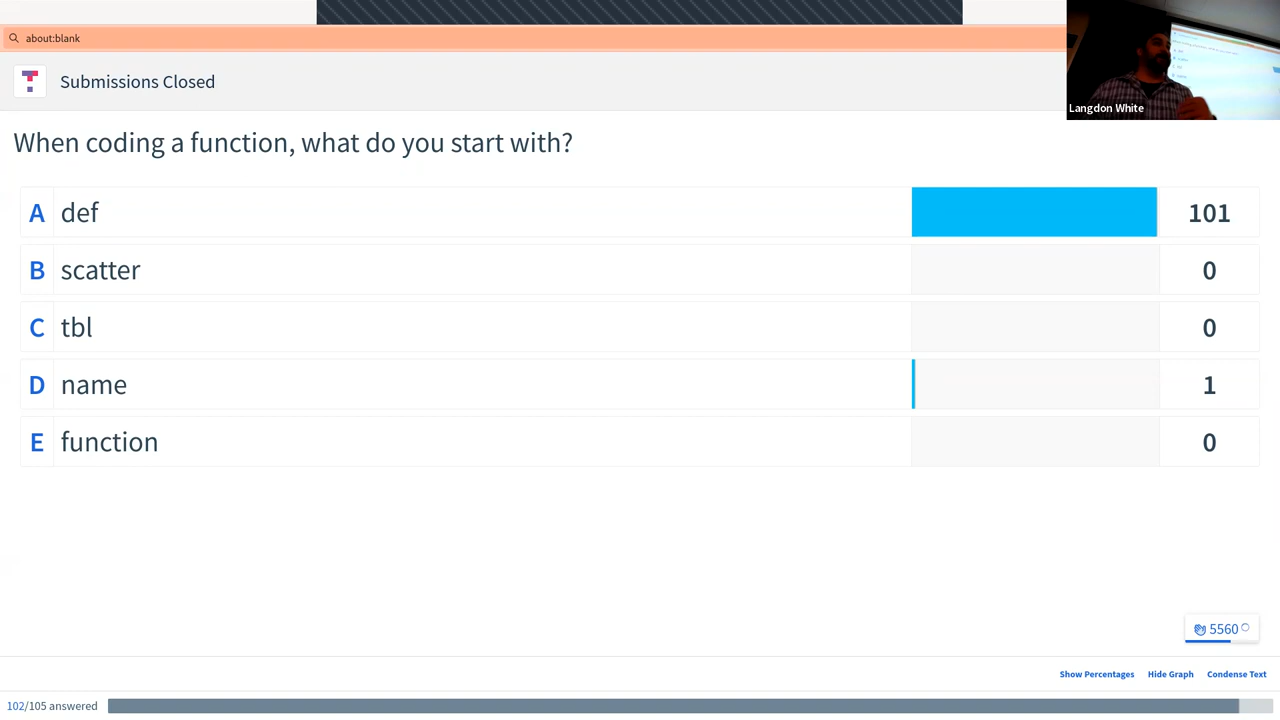 about:blank
Submissions Closed
Langdon White
When coding a function, what do you start with?
A def 101
B scatter 0
C tbl 0
D name 1
E function 0
5560
Show Percentages Hide Graph Condense Text
102/105 answered